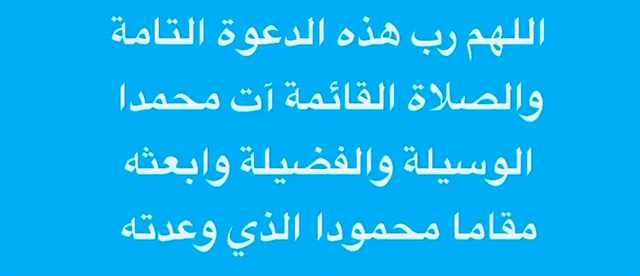 اللهم رب هذه الدعوة التامة
والصلاة القائمة آت محمدا
الوسيلة والفضيلة وابعثه
مقاما محمودا الذي وعدته